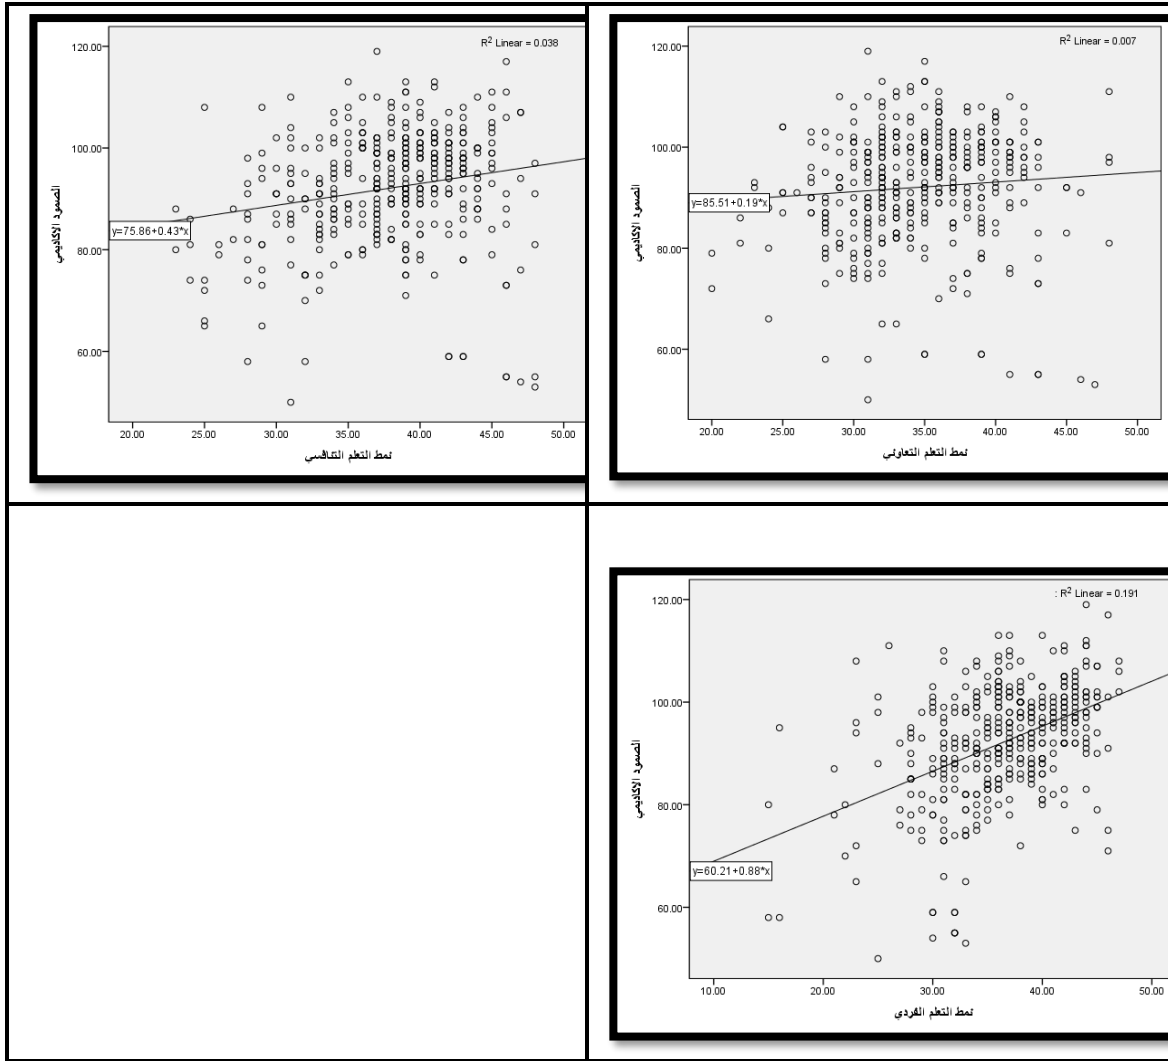 R² Linear = 0.038
120.00
100.00
80.00
60.00
الصمود الاكاديمي
y=75.86+0.43*x
20.00 25.00 30.00 35.00 40.00 45.00 50.00
نمط التعلم التنافسي
R² Linear = 0.007
120.00
100.00
80.00
60.00
الصمود الاكاديمي
y=85.51+0.19*x
20.00 25.00 30.00 35.00 40.00 45.00 50.00
نمط التعلم التعاوني
: R² Linear = 0.191
120.00
100.00
80.00
60.00
الصمود الاكاديمي
y=60.21+0.88*x
10.00 20.00 30.00 40.00 50.00
نمط التعلم الفردي